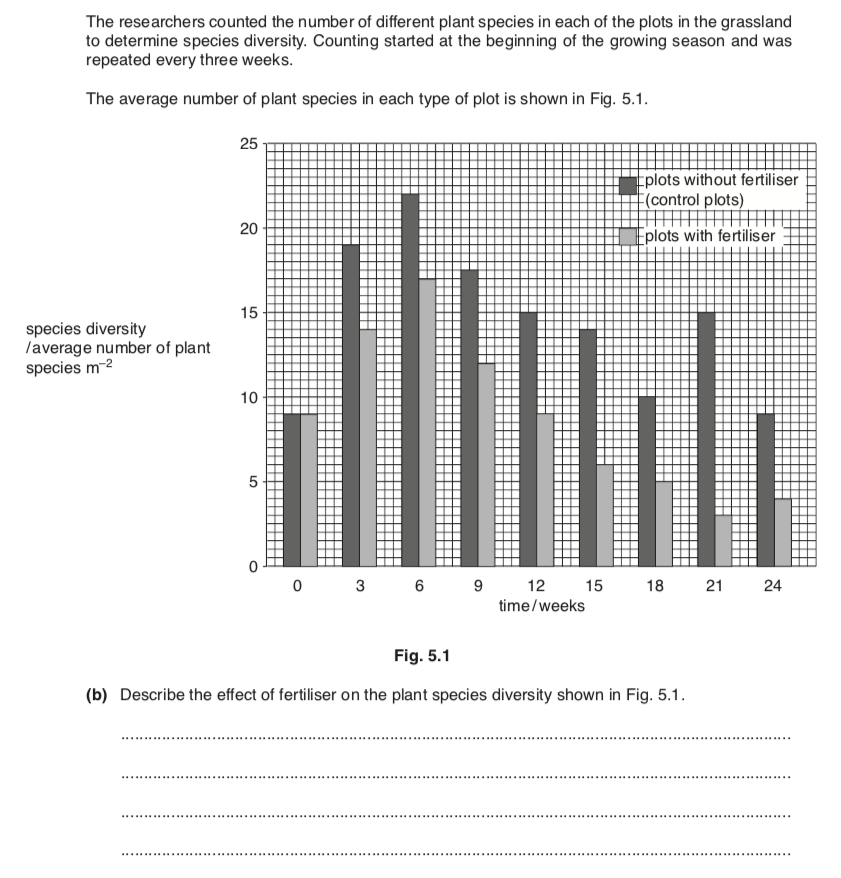 The researchers counted the number of different plant species in each of the plots in the grassland
to determine species diversity. Counting started at the beginning of the growing season and was
repeated every three weeks.
The average number of plant species in each type of plot is shown in Fig. 5.1.
25
20
15
10
5
0
species diversity
/average number of plant
species m⁻²
plots without fertiliser
(control plots)
plots with fertiliser
0 3 6 9 12 15 18 21 24
time/weeks
Fig. 5.1
(b) Describe the effect of fertiliser on the plant species diversity shown in Fig. 5.1.